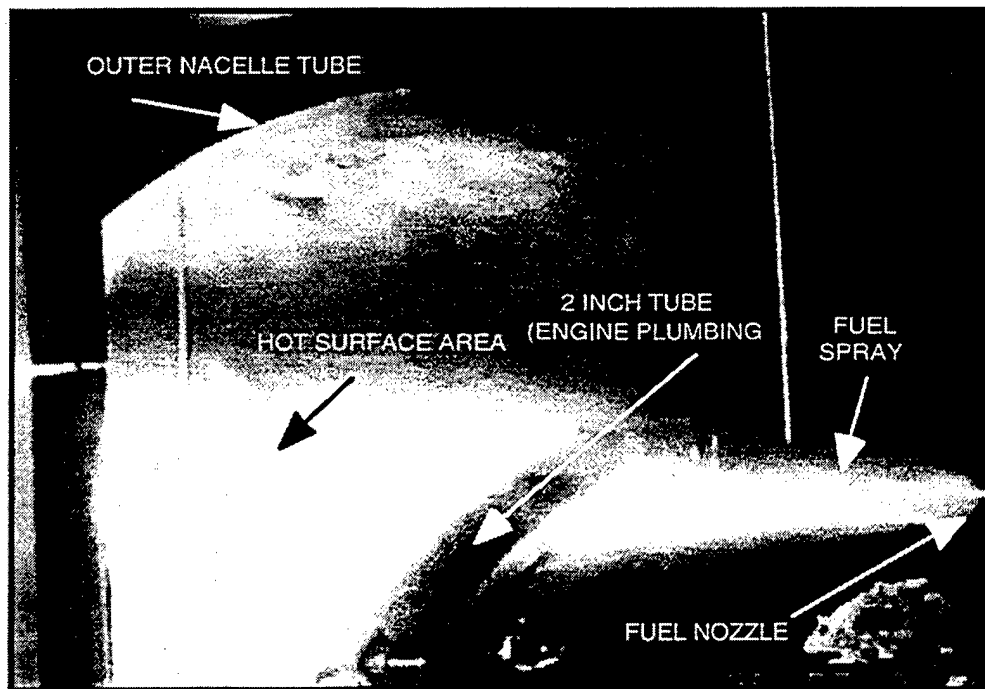 OUTER NACELLE TUBE
2 INCH TUBE
(ENGINE PLUMBING
HOT SURFACE AREA
FUEL
SPRAY
FUEL NOZZLE